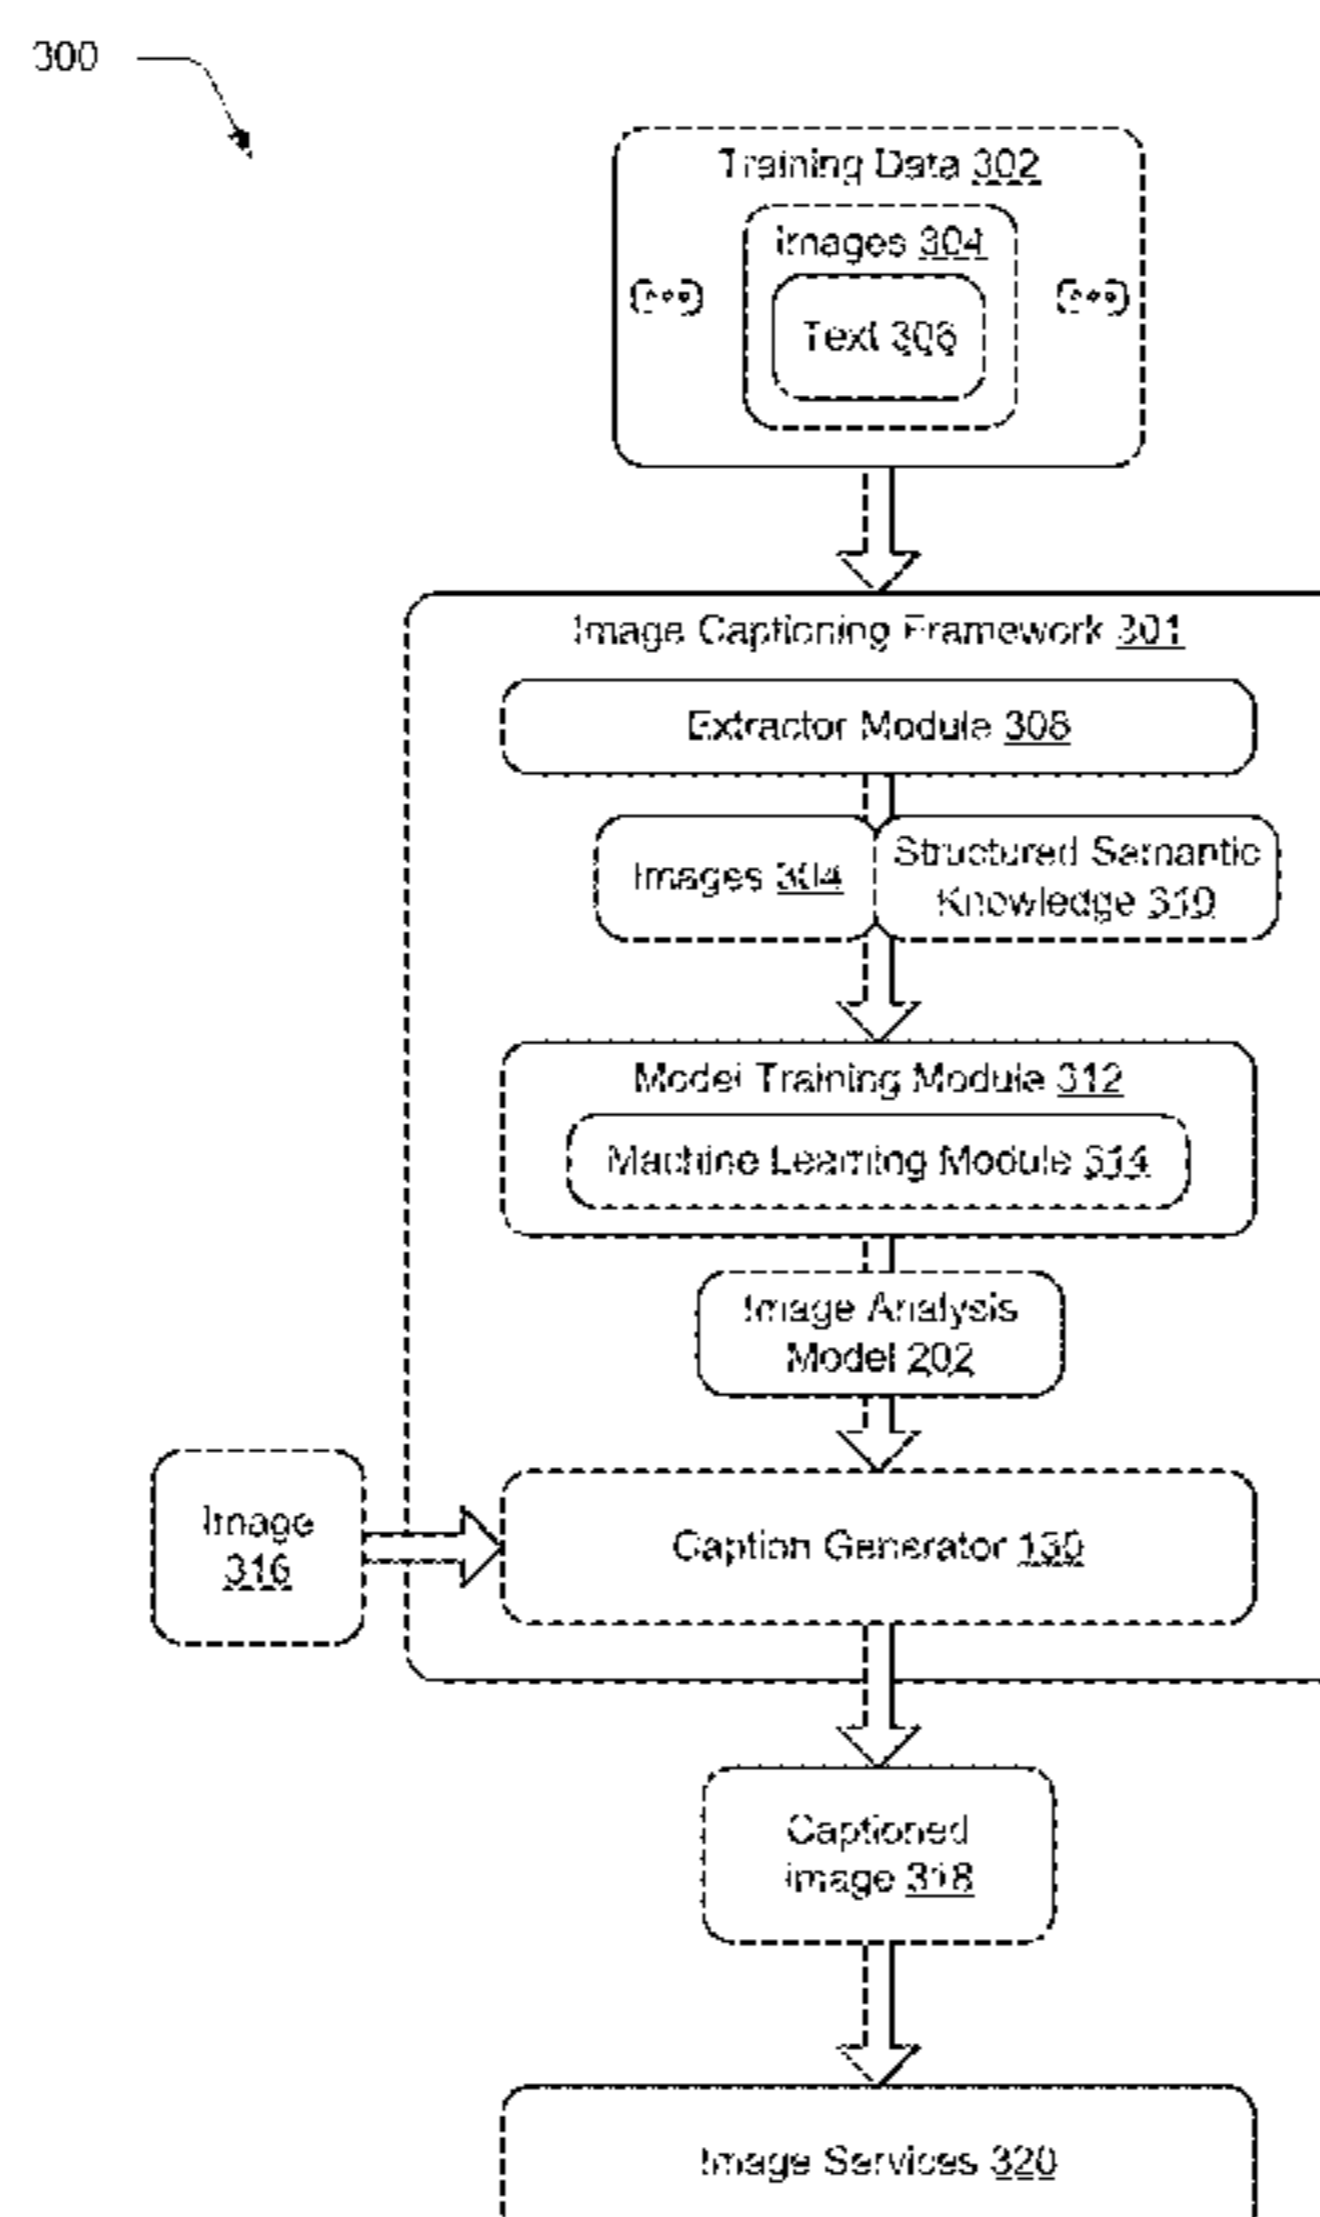 300
Training Data 302
Images 304
Text 306
Image Captioning Framework 301
Extractor Module 308
Images 304
Structured Semantic
Knowledge 310
Model Training Module 312
Machine Learning Module 314
Image Analysis
Model 202
Image
316
Caption Generator 130
Captioned
image 318
Image Services 320